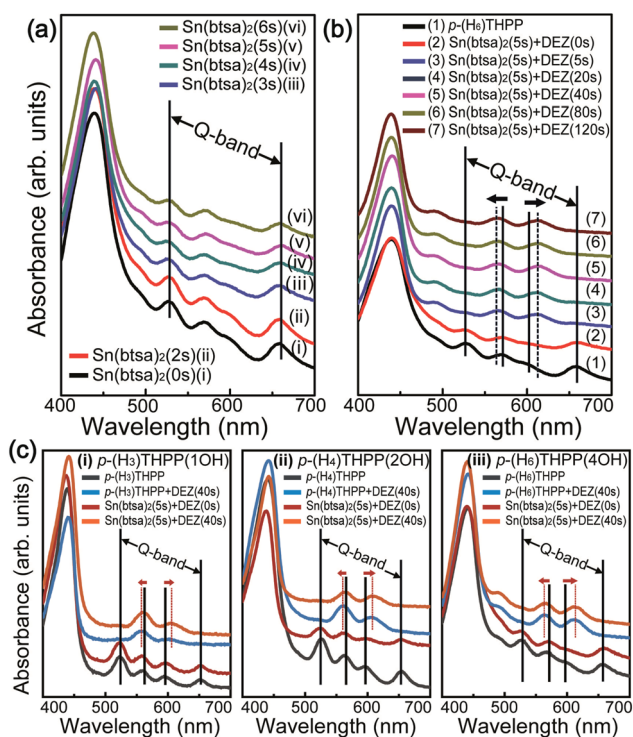 (a)
Sn(btsa)2(6s)(vi)
Sn(btsa)2(5s)(v)
Sn(btsa)2(4s)(iv)
Sn(btsa)2(3s)(iii)
Q-band
(vi)
(v)
(iv)
(iii)
(ii)
(i)
Sn(btsa)2(2s)(ii)
Sn(btsa)2(0s)(i)
Absorbance (arb. units)
400 500 600 700
Wavelength (nm)
(b)
(1) p-(H6)THPP
(2) Sn(btsa)2(5s)+DEZ(0s)
(3) Sn(btsa)2(5s)+DEZ(5s)
(4) Sn(btsa)2(5s)+DEZ(20s)
(5) Sn(btsa)2(5s)+DEZ(40s)
(6) Sn(btsa)2(5s)+DEZ(80s)
(7) Sn(btsa)2(5s)+DEZ(120s)
Q-band
(7)
(6)
(5)
(4)
(3)
(2)
(1)
400 500 600 700
Wavelength (nm)
(c)
Absorbance (arb. units)
(i) p-(H3)THPP(1OH)
p-(H3)THPP
p-(H3)THPP+DEZ(40s)
Sn(btsa)2(5s)+DEZ(0s)
Sn(btsa)2(5s)+DEZ(40s)
Q-band
400 500 600 700
Wavelength (nm)
(ii) p-(H4)THPP(2OH)
p-(H4)THPP
p-(H4)THPP+DEZ(40s)
Sn(btsa)2(5s)+DEZ(0s)
Sn(btsa)2(5s)+DEZ(40s)
Q-band
400 500 600 700
Wavelength (nm)
(iii) p-(H6)THPP(4OH)
p-(H6)THPP
p-(H6)THPP+DEZ(40s)
Sn(btsa)2(5s)+DEZ(0s)
Sn(btsa)2(5s)+DEZ(40s)
Q-band
400 500 600 700
Wavelength (nm)